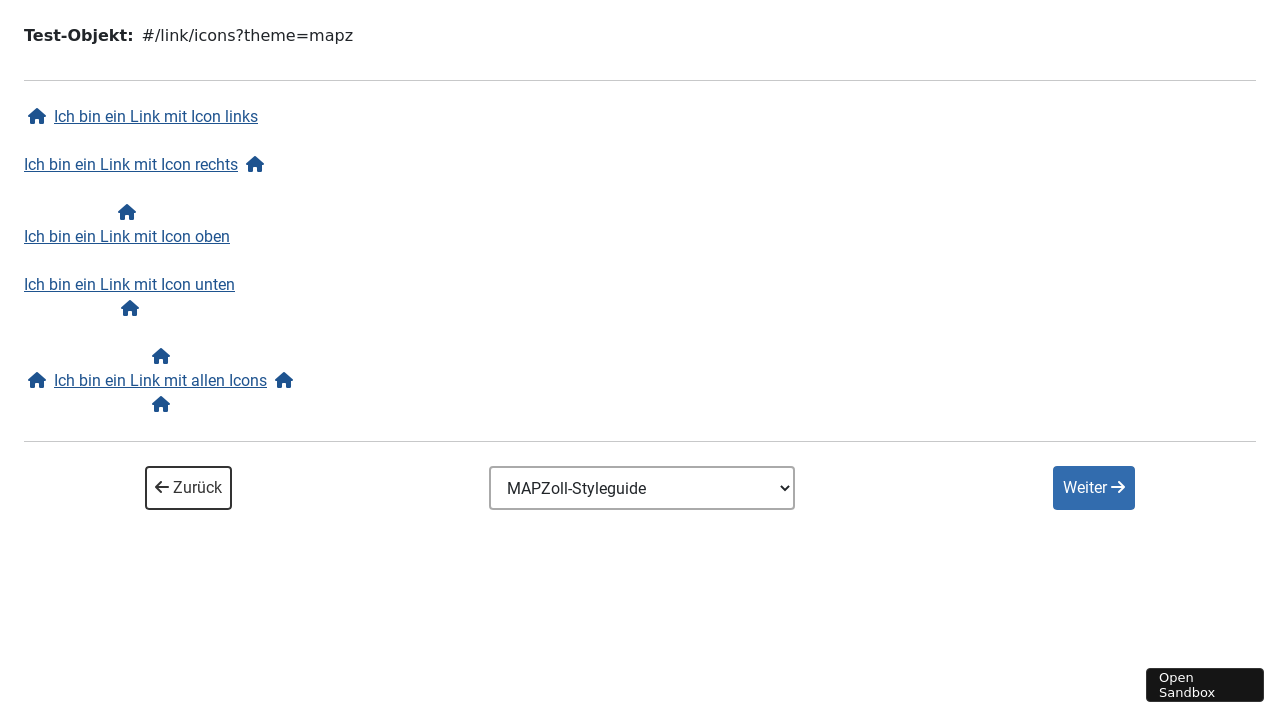 Test-Objekt: #/link/icons?theme=mapz
Ich bin ein Link mit Icon links
Ich bin ein Link mit Icon rechts
Ich bin ein Link mit Icon oben
Ich bin ein Link mit Icon unten
Ich bin ein Link mit allen Icons
Zurück
MAPZoll-Styleguide
Weiter
Open
Sandbox